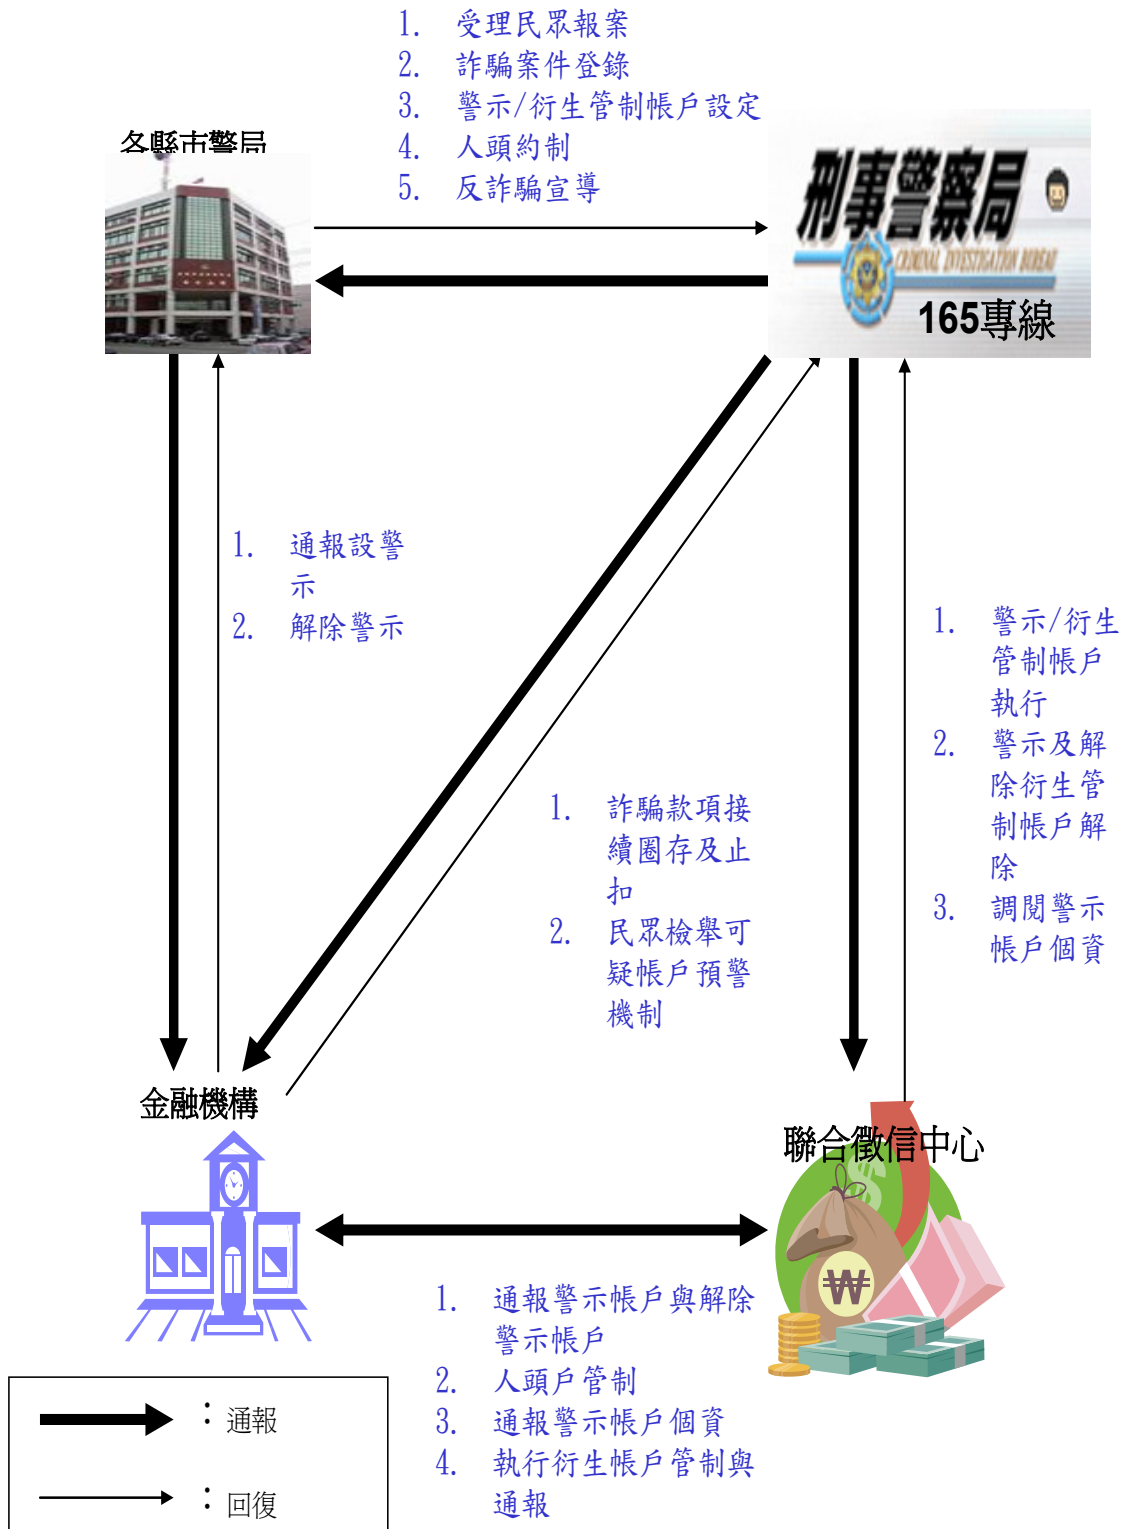 1. 受理民眾報案
2. 詐騙案件登錄
3. 警示/衍生管制帳戶設定
4. 人頭約制
5. 反詐騙宣導
各縣市警局
刑事警察局
CRIMINAL INVESTIGATION BUREAU
165專線
1. 通報設警
示
2. 解除警示
1. 警示/衍生
管制帳戶
執行
2. 警示及解
除衍生管
制帳戶解
除
3. 調閱警示
帳戶個資
1. 詐騙款項接
續圈存及止
扣
2. 民眾檢舉可
疑帳戶預警
機制
金融機構
聯合徵信中心
$
₩
1. 通報警示帳戶與解除
警示帳戶
2. 人頭戶管制
3. 通報警示帳戶個資
4. 執行衍生帳戶管制與
通報
：通報
：回復